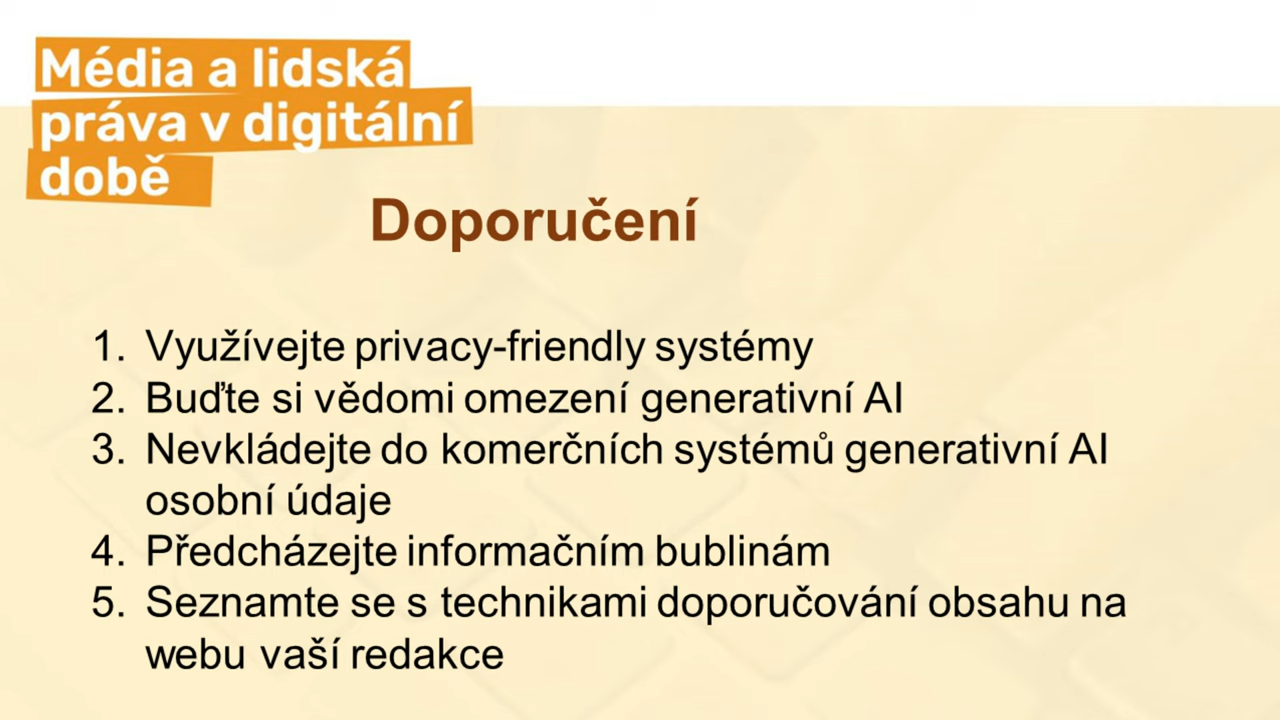 Média a lidská
práva v digitální
době
Doporučení
1. Využívejte privacy-friendly systémy
2. Buďte si vědomi omezení generativní AI
3. Nevkládejte do komerčních systémů generativní AI
osobní údaje
4. Předcházejte informačním bublinám
5. Seznamte se s technikami doporučování obsahu na
webu vaší redakce